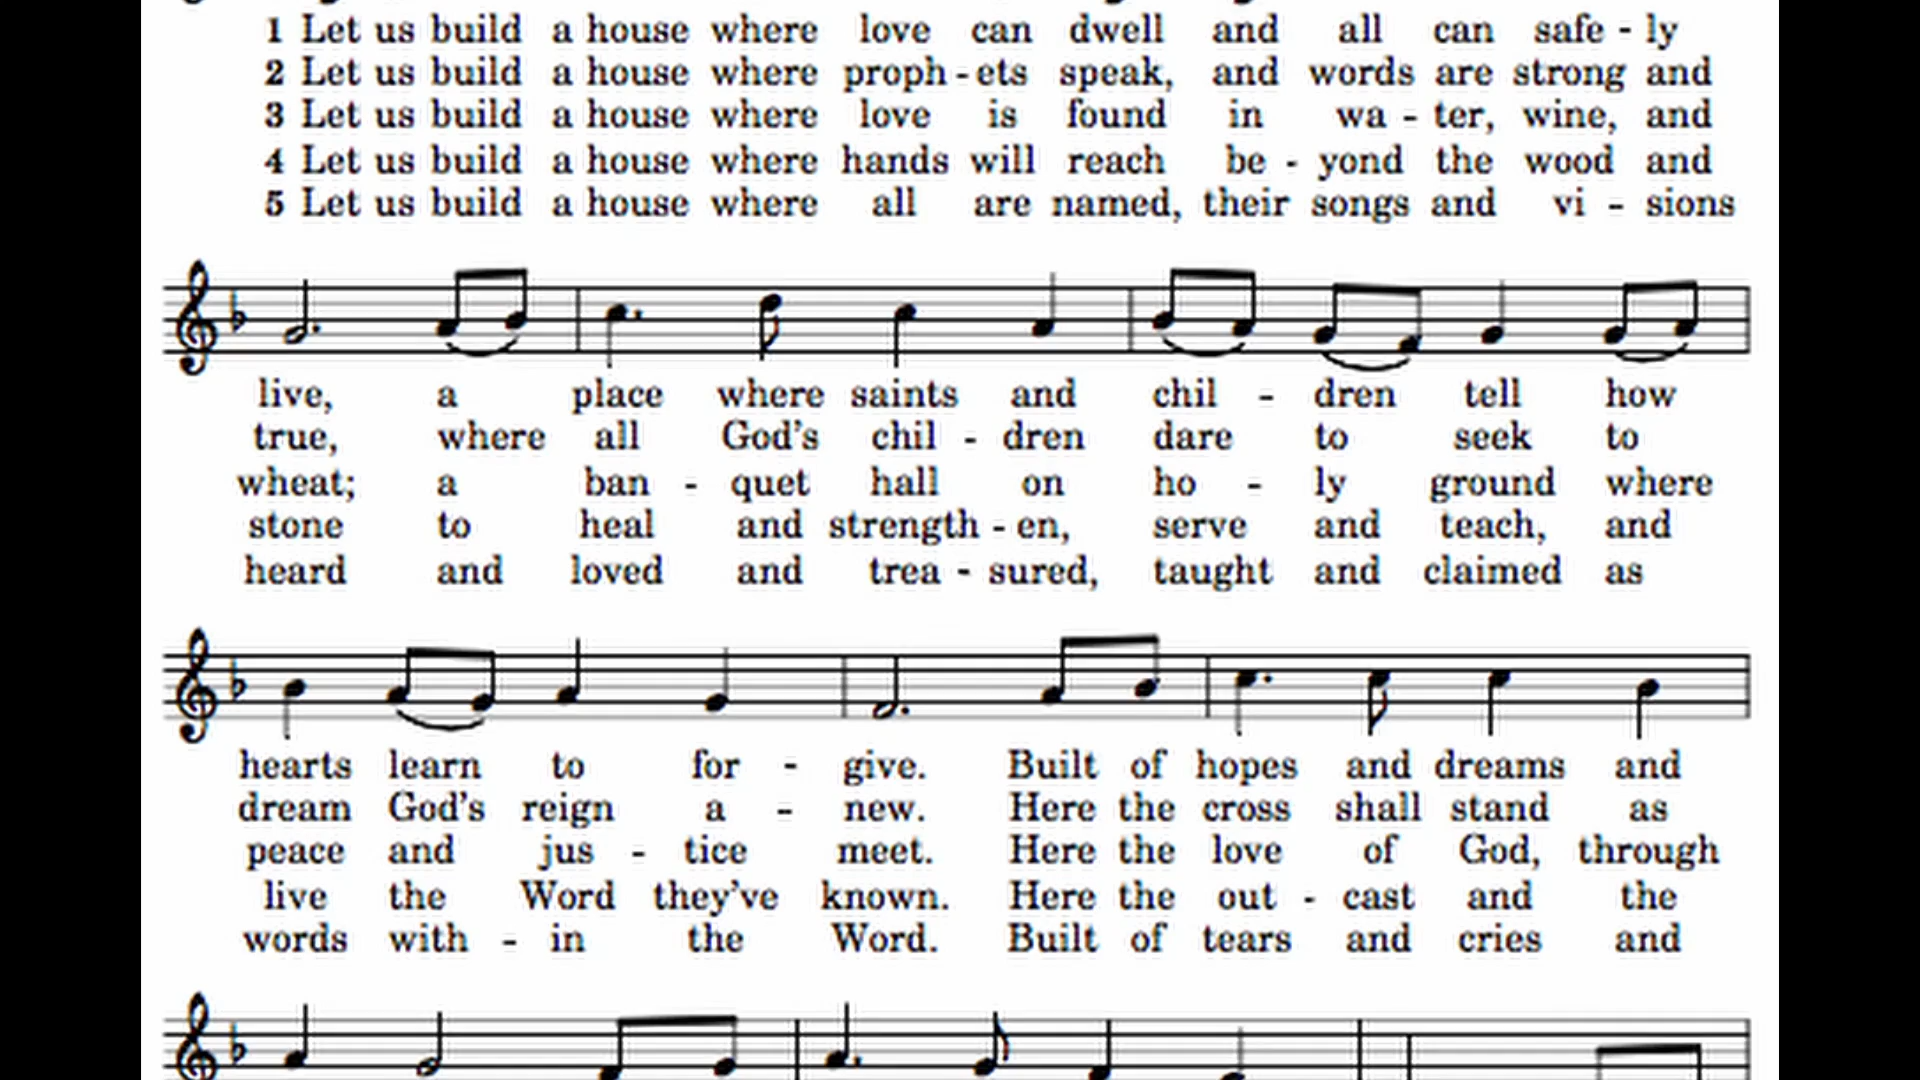 1 Let us build a house where love can dwell and all can safe - ly
2 Let us build a house where proph - ets speak, and words are strong and
3 Let us build a house where love is found in wa - ter, wine, and
4 Let us build a house where hands will reach be - yond the wood and
5 Let us build a house where all are named, their songs and vi - sions
live, a place where saints and chil - dren tell how
true, where all God's chil - dren dare to seek to
wheat; a ban - quet hall on ho - ly ground where
stone to heal and strength - en, serve and teach, and
heard and loved and trea - sured, taught and claimed as
hearts learn to for - give. Built of hopes and dreams and
dream God's reign a - new. Here the cross shall stand as
peace and jus - tice meet. Here the love of God, through
live the Word they've known. Here the out - cast and the
words with - in the Word. Built of tears and cries and